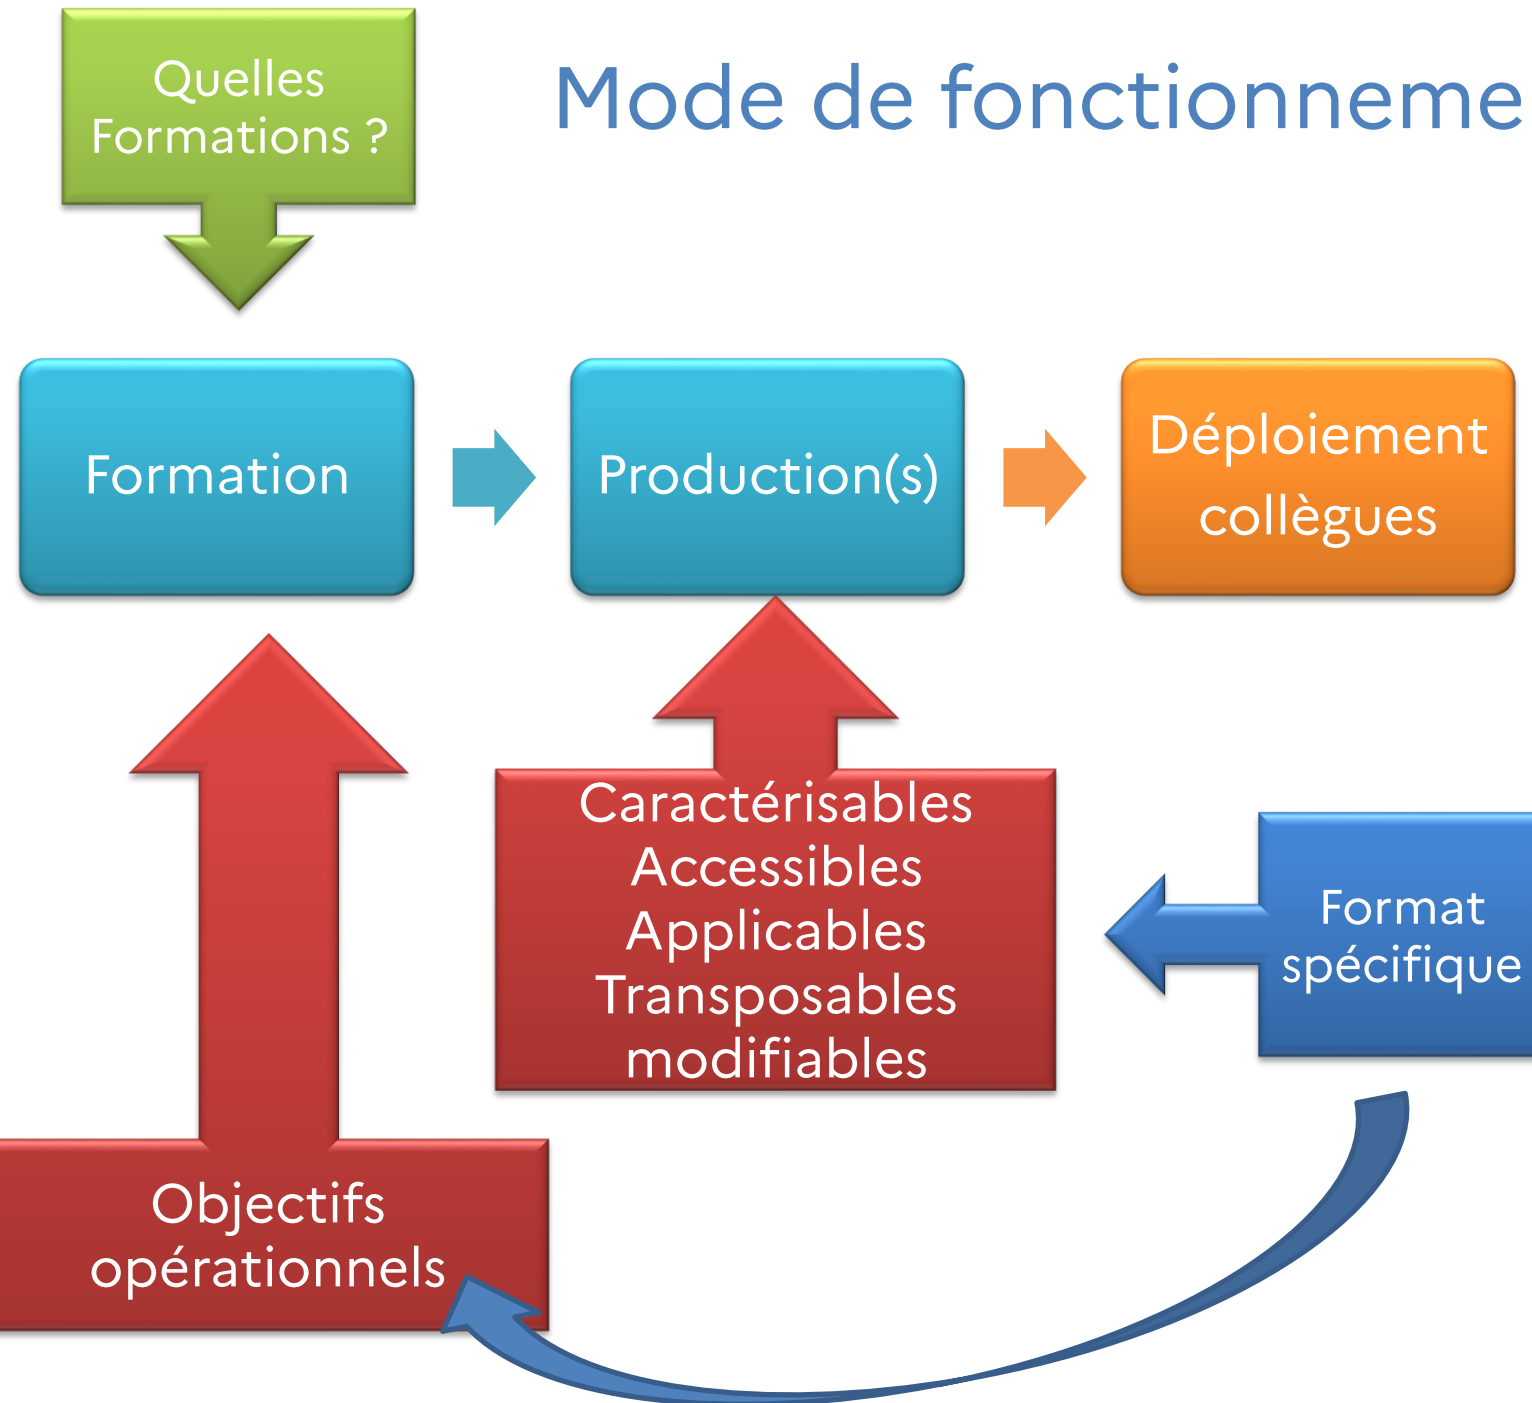 Quelles
Formations ?
Mode de fonctionneme
Formation
Production(s)
Déploiement
collègues
Caractérisables
Accessibles
Applicables
Transposables
modifiables
Format
spécifique
Objectifs
opérationnels